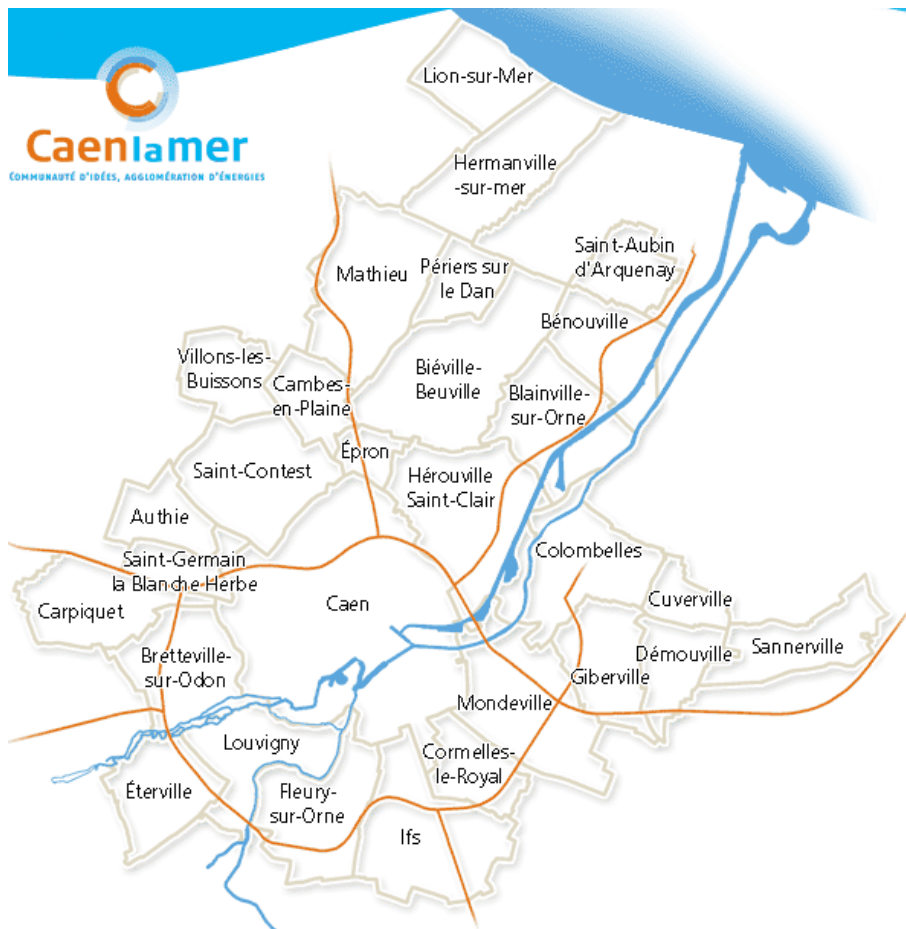 Lion-sur-Mer
Caenlamer
COMMUNAUTÉ D'IDÉES, AGGLOMÉRATION D'ÉNERGIES
Hermanville
-sur-mer
Saint-Aubin
d'Arquenay
Mathieu
Périers sur
le Dan
Bénouville
Villons-les-
Buissons
Cambes-
en-Plaine
Biéville-
Beuville
Blainville-
sur-Orne
Épron
Saint-Contest
Hérouville
Saint-Clair
Authie
Colombelles
Saint-Germain
la Blanche Herbe
Carpiquet
Caen
Cuverville
Bretteville-
sur-Odon
Démouville
Sannerville
Giberville
Mondeville
Louvigny
Cormelles-
le-Royal
Éterville
Fleury-
sur-Orne
Ifs